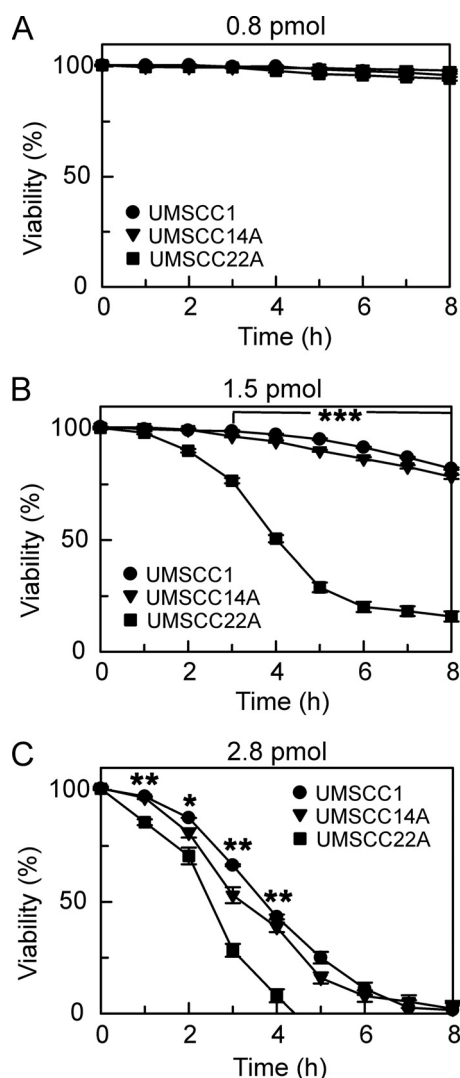 A
0.8 pmol
100
50
0
Viability (%)
UMSCC1
UMSCC14A
UMSCC22A
0 2 4 6 8
Time (h)
B
1.5 pmol
***
100
50
0
Viability (%)
UMSCC1
UMSCC14A
UMSCC22A
0 2 4 6 8
Time (h)
C
2.8 pmol
** * ** **
100
50
0
Viability (%)
UMSCC1
UMSCC14A
UMSCC22A
0 2 4 6 8
Time (h)